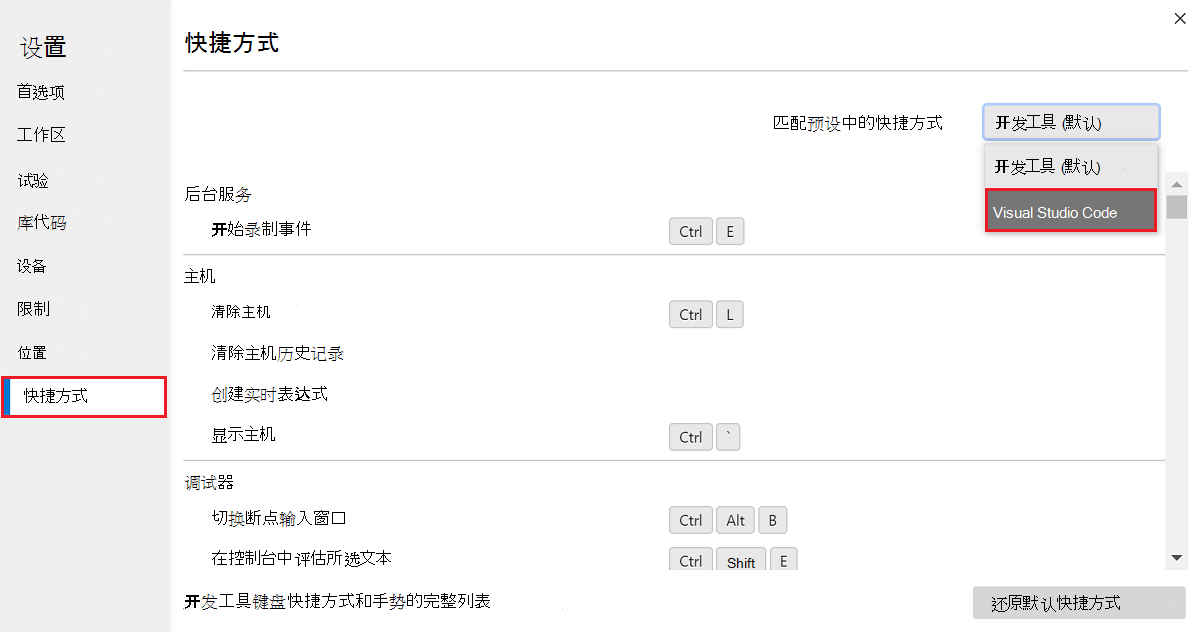 设置
首选项
工作区
试验
库代码
设备
限制
位置
快捷方式
快捷方式
匹配预设中的快捷方式
开发工具 (默认)
开发工具 (默认)
Visual Studio Code
后台服务
开始录制事件 Ctrl E
主机
清除主机 Ctrl L
清除主机历史记录
创建实时表达式
显示主机 Ctrl `
调试器
切换断点输入窗口 Ctrl Alt B
在控制台中评估所选文本 Ctrl Shift E
开发工具键盘快捷方式和手势的完整列表
还原默认快捷方式